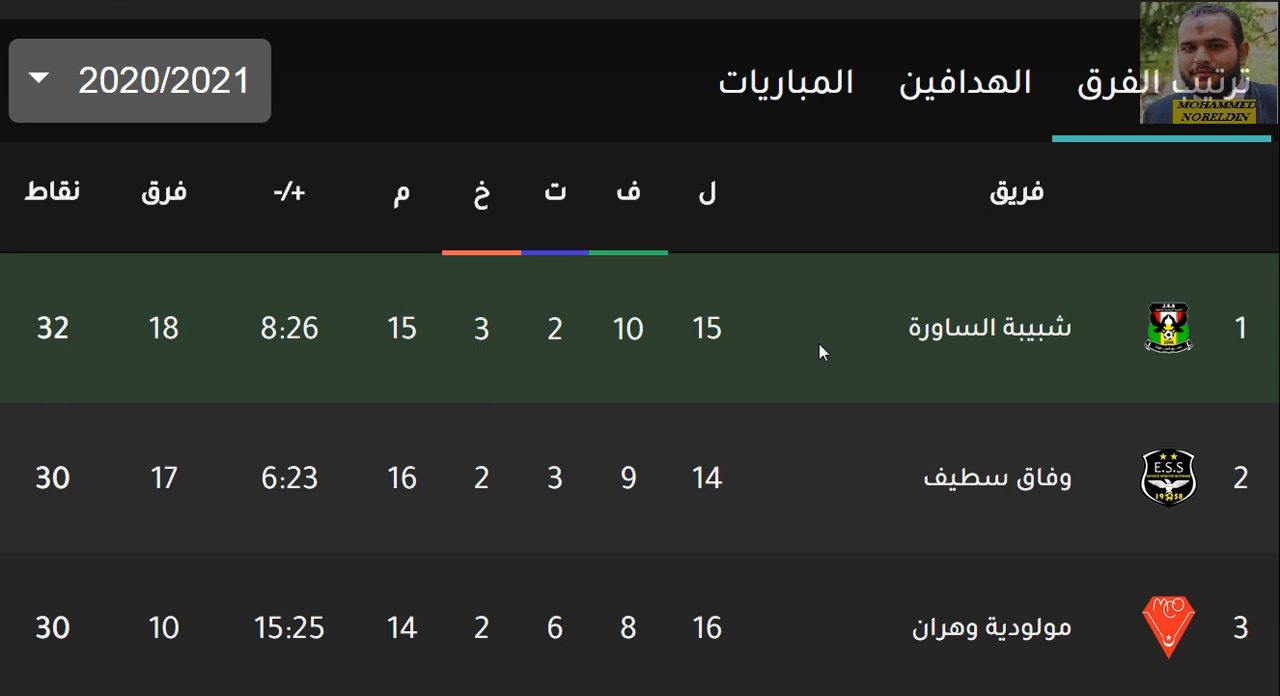 ترتيب الفرق الهدافين المباريات 2020/2021
MOHAMMED
NORELDIN
فريق ل ف ت خ م +/- فرق نقاط
1 شبيبة الساورة 15 10 2 3 15 8:26 18 32
2 E.S.S 1958 وفاق سطيف 14 9 3 2 16 6:23 17 30
3 MCO مولودية وهران 16 8 6 2 14 15:25 10 30